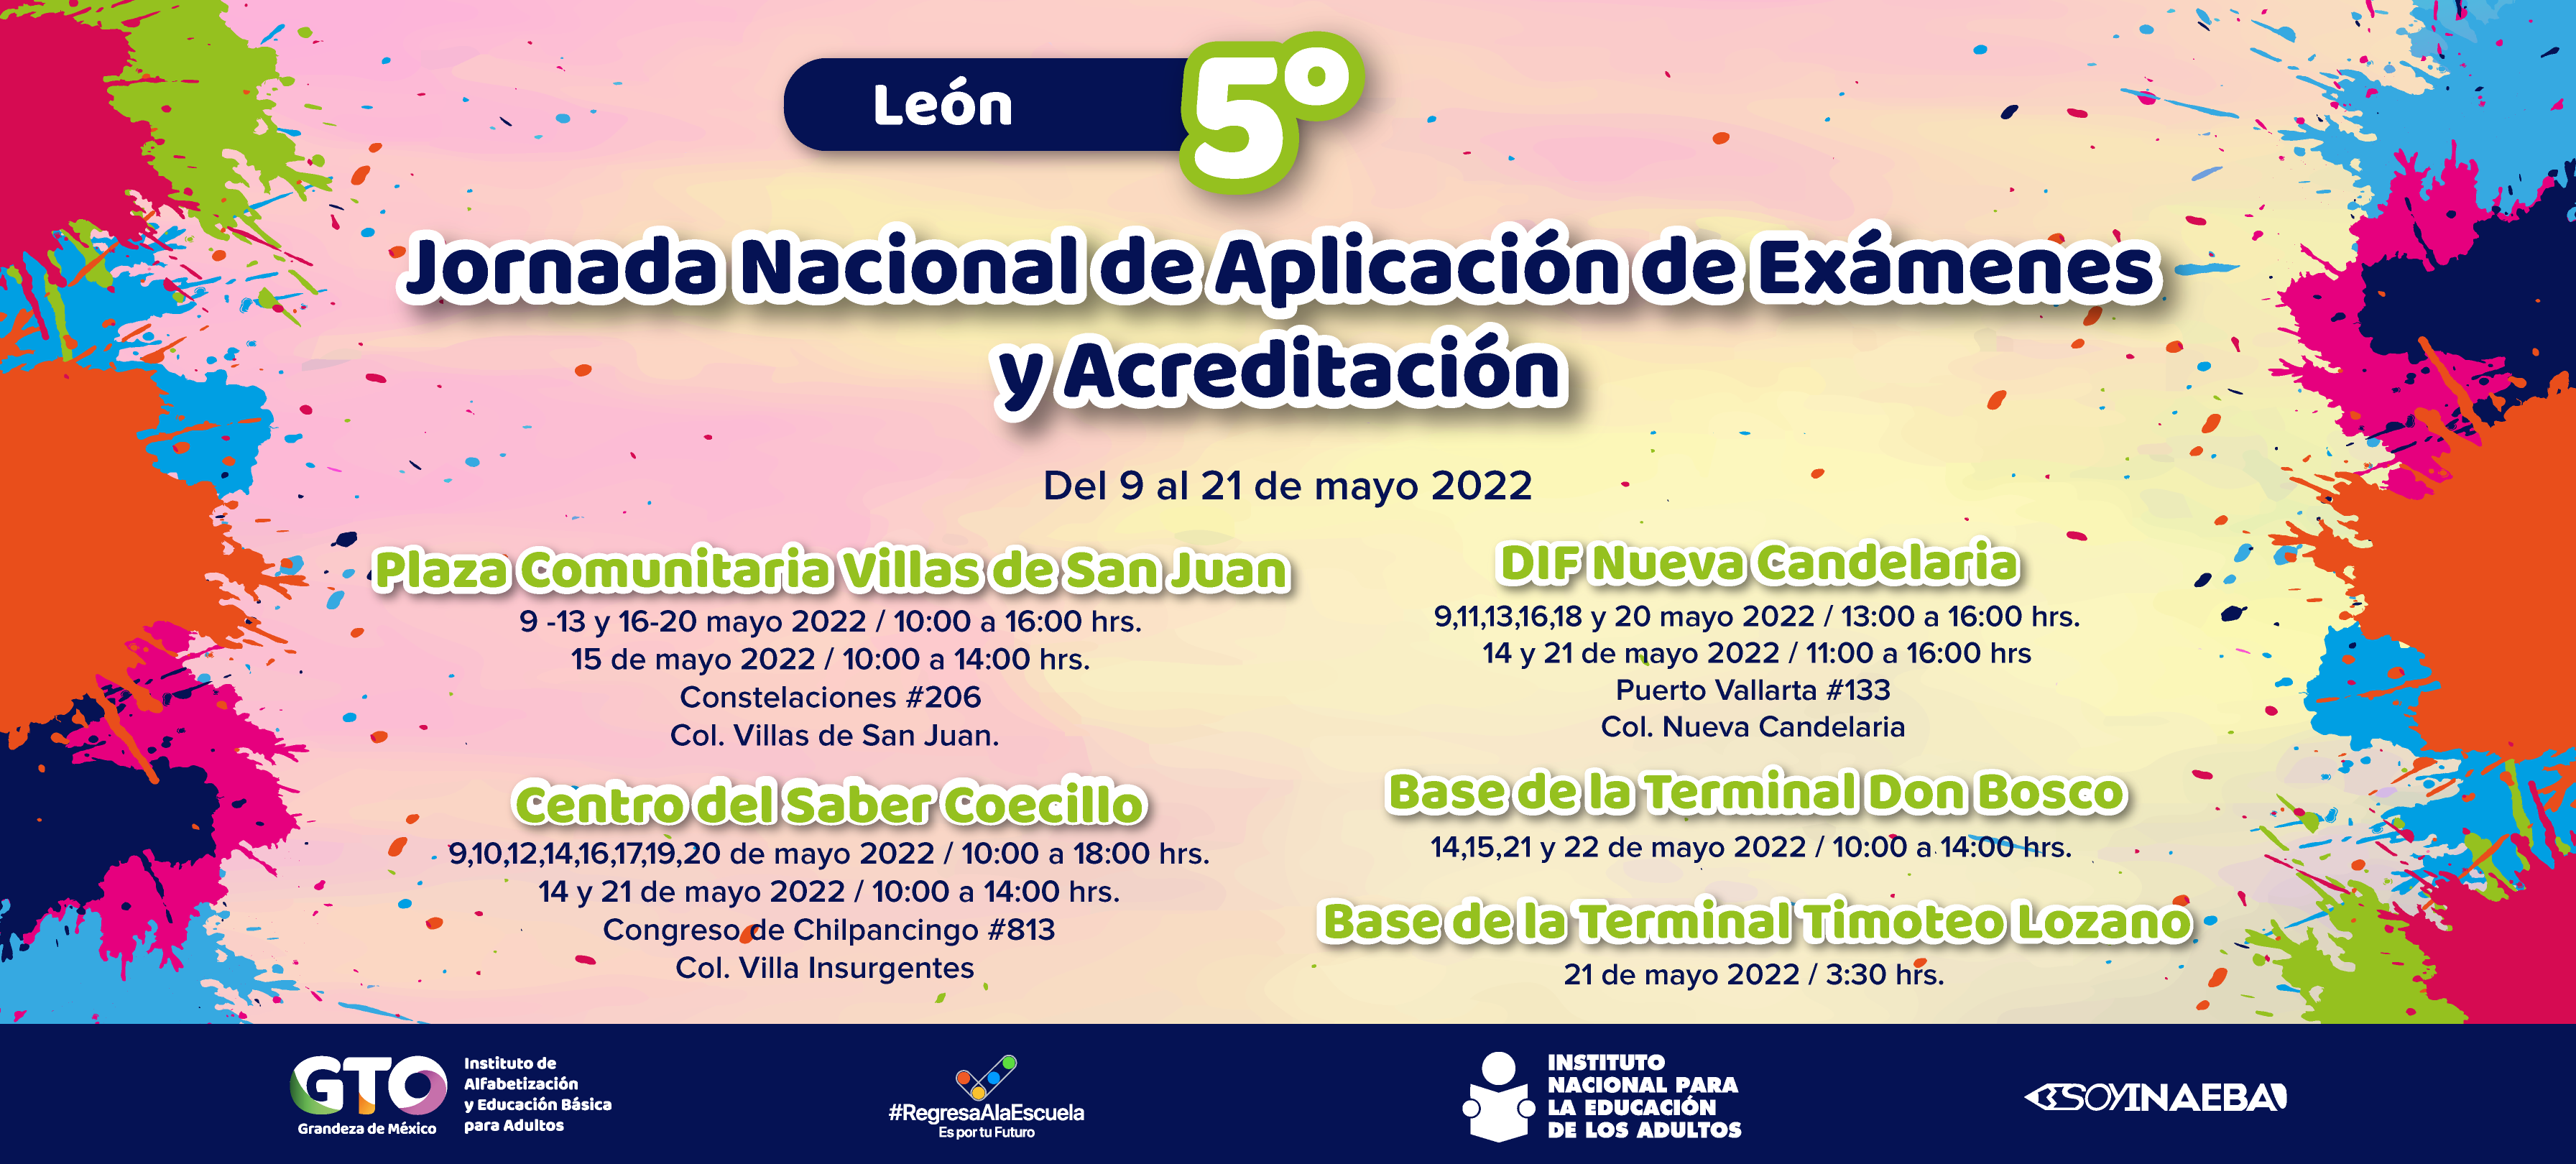 León 5°
Jornada Nacional de Aplicación de Exámenes
y Acreditación
Del 9 al 21 de mayo 2022
Plaza Comunitaria Villas de San Juan
9 -13 y 16-20 mayo 2022 / 10:00 a 16:00 hrs.
15 de mayo 2022 / 10:00 a 14:00 hrs.
Constelaciones #206
Col. Villas de San Juan.
Centro del Saber Coecillo
9,10,12,14,16,17,19,20 de mayo 2022 / 10:00 a 18:00 hrs.
14 y 21 de mayo 2022 / 10:00 a 14:00 hrs.
Congreso de Chilpancingo #813
Col. Villa Insurgentes
DIF Nueva Candelaria
9,11,13,16,18 y 20 mayo 2022 / 13:00 a 16:00 hrs.
14 y 21 de mayo 2022 / 11:00 a 16:00 hrs
Puerto Vallarta #133
Col. Nueva Candelaria
Base de la Terminal Don Bosco
14,15,21 y 22 de mayo 2022 / 10:00 a 14:00 hrs.
Base de la Terminal Timoteo Lozano
21 de mayo 2022 / 3:30 hrs.
GTO
Grandeza de México
Instituto de
Alfabetización
y Educación Básica
para Adultos
#RegresaAlaEscuela
Es por tu Futuro
INSTITUTO
NACIONAL PARA
LA EDUCACIÓN
DE LOS ADULTOS
SOYINAEBA